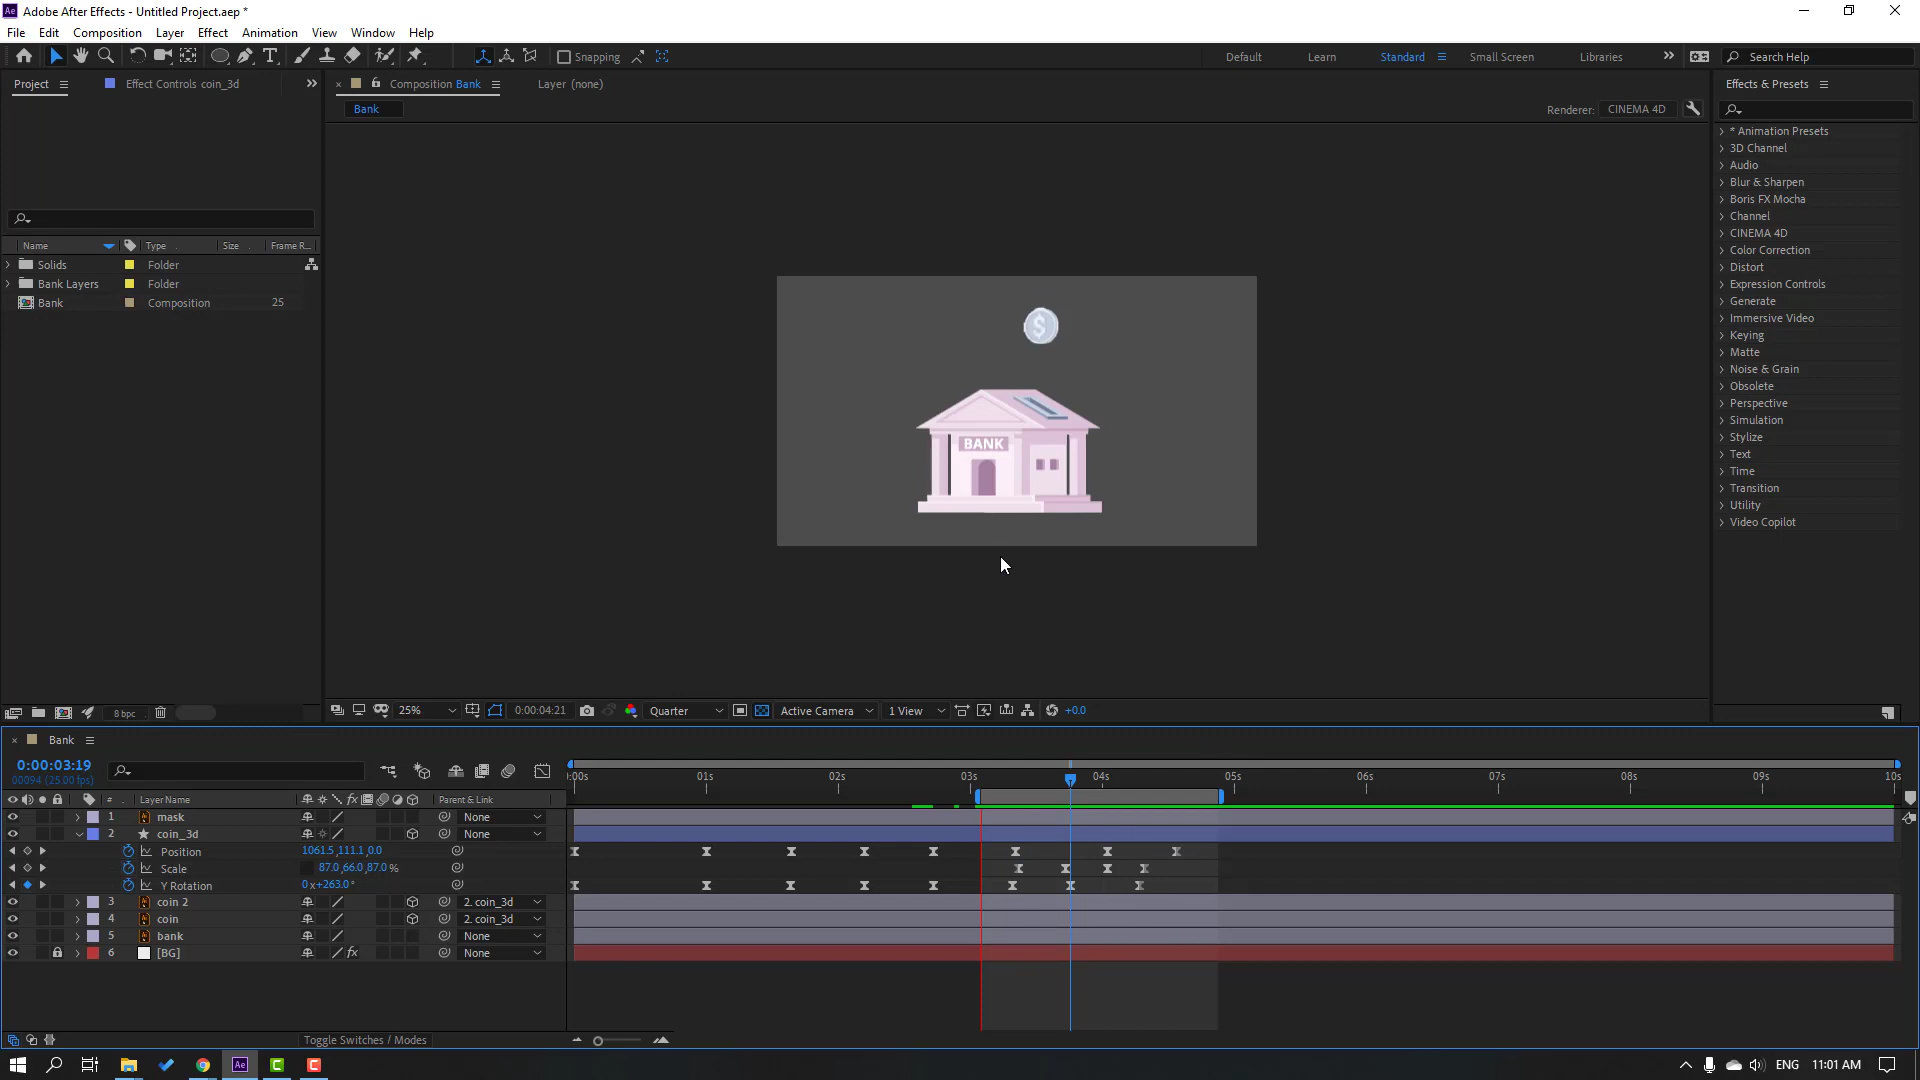 Adobe After Effects - Untitled Project.aep *
File Edit Composition Layer Effect Animation View Window Help
Snapping
Default Learn Standard Small Screen Libraries Search Help
Project Effect Controls coin_3d
Composition Bank Layer (none)
Effects & Presets
Bank
Renderer: CINEMA 4D
* Animation Presets
3D Channel
Audio
Blur & Sharpen
Boris FX Mocha
Channel
CINEMA 4D
Color Correction
Distort
Expression Controls
Generate
Immersive Video
Keying
Matte
Noise & Grain
Obsolete
Perspective
Simulation
Stylize
Text
Time
Transition
Utility
Video Copilot
Name Type Size Frame R...
Solids Folder
Bank Layers Folder
Bank Composition 25
$
BANK
8 bpc
25% 0:00:04:21 Quarter Active Camera 1 View +0.0
Bank
0:00:03:19
00094 (25.00 fps)
:00s 01s 02s 03s 04s 05s 06s 07s 08s 09s 10s
# Layer Name fx Parent & Link
1 mask None
2 coin_3d None
Position 1061.5,111.1,0.0
Scale 87.0,66.0,87.0%
Y Rotation 0x+263.0°
3 coin 2 2. coin_3d
4 coin 2. coin_3d
5 bank None
6 [BG] fx None
Toggle Switches / Modes
Ae C C ENG 11:01 AM